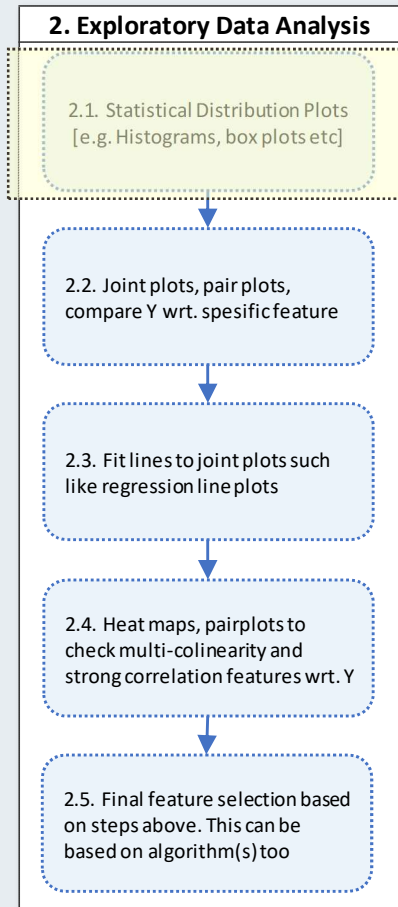 2. Exploratory Data Analysis
2.1. Statistical Distribution Plots
[e.g. Histograms, box plots etc]
2.2. Joint plots, pair plots,
compare Y wrt. spesific feature
2.3. Fit lines to joint plots such
like regression line plots
2.4. Heat maps, pairplots to
check multi-colinearity and
strong correlation features wrt. Y
2.5. Final feature selection based
on steps above. This can be
based on algorithm(s) too